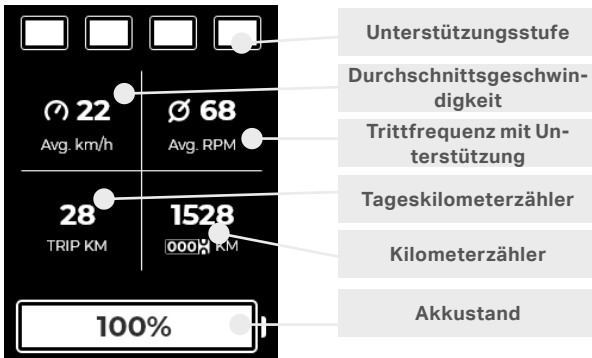 Unterstützungsstufe
22
Avg. km/h
68
Avg. RPM
Durchschnittsgeschwin-
digkeit
Trittfrequenz mit Un-
terstützung
28
TRIP KM
1528
KM
Tageskilometerzähler
Kilometerzähler
100%
Akkustand